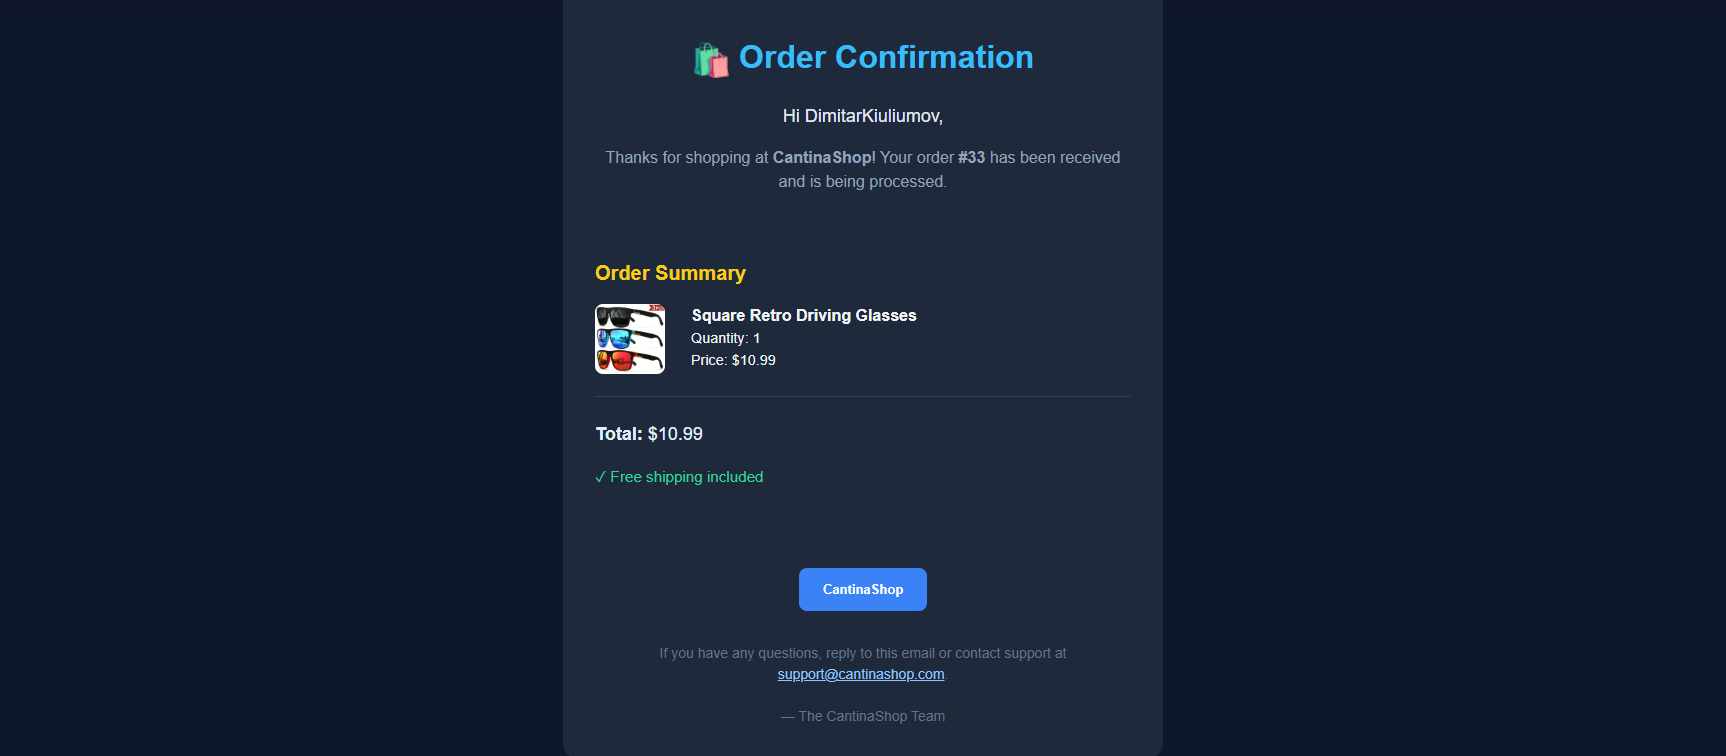 Order Confirmation
Hi DimitarKiuliumov,
Thanks for shopping at CantinaShop! Your order #33 has been received
and is being processed.
Order Summary
Square Retro Driving Glasses
Quantity: 1
Price: $10.99
Total: $10.99
✓ Free shipping included
CantinaShop
If you have any questions, reply to this email or contact support at
support@cantinashop.com.
— The CantinaShop Team